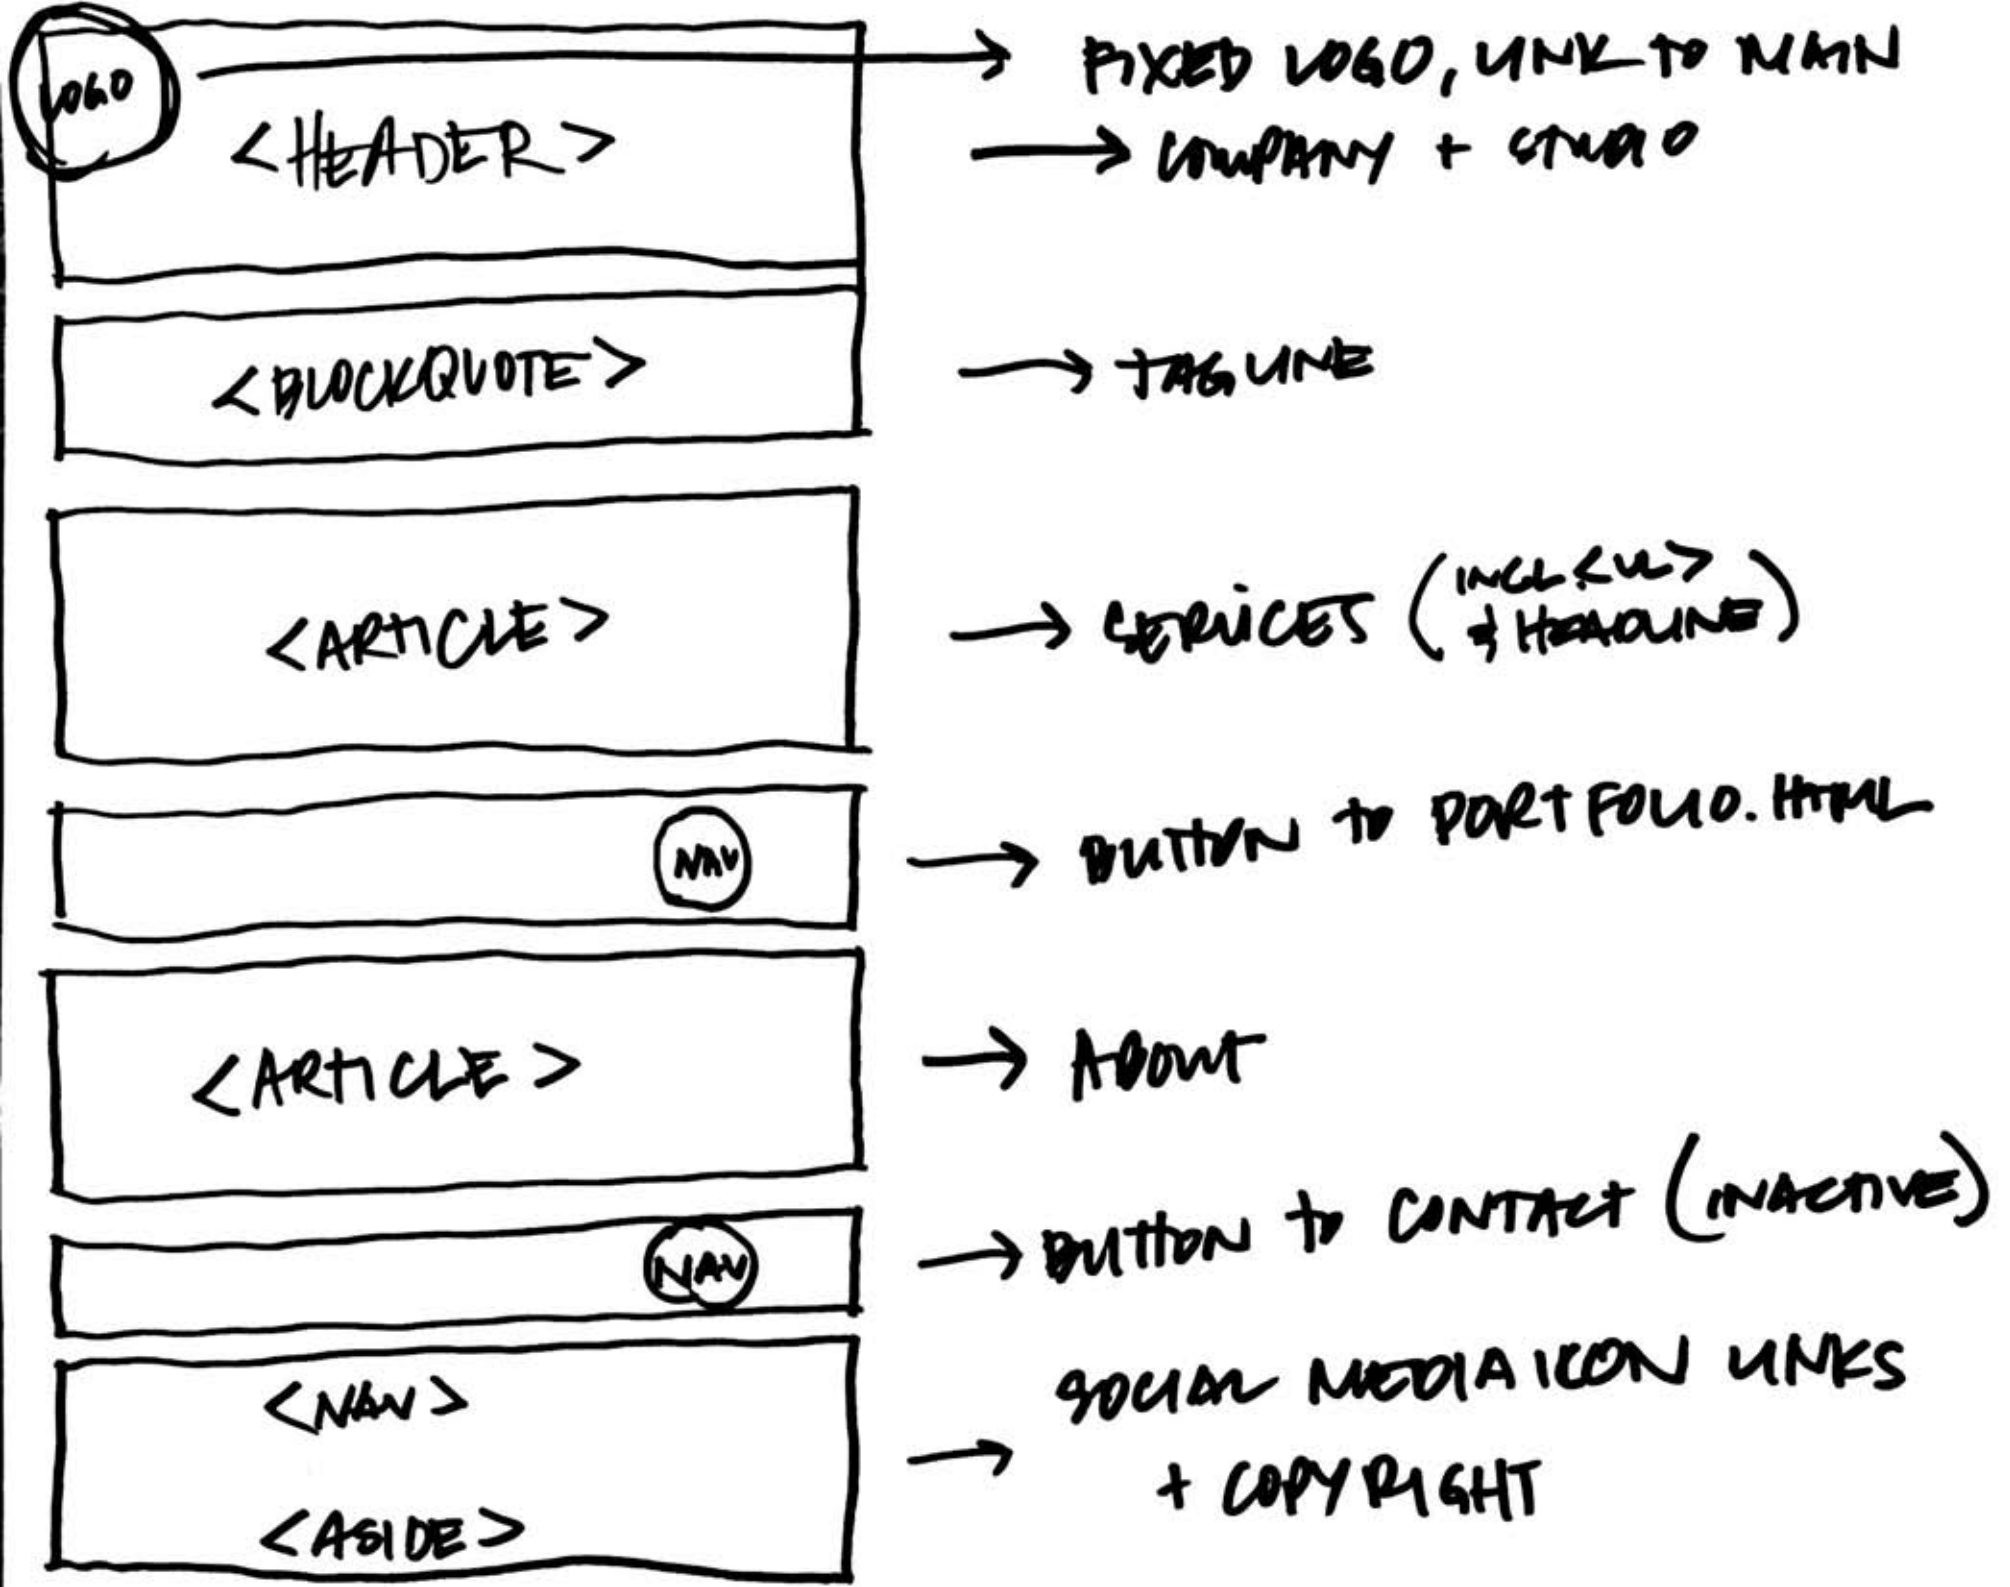 LOGO
FIXED LOGO, LINK TO MAIN
<HEADER>
COMPANY + STUDIO
<BLOCKQUOTE>
TAGLINE
<ARTICLE>
SERVICES (INCL <UL> & HEADLINE)
NAV
BUTTON TO PORTFOLIO.HTML
<ARTICLE>
ABOUT
NAV
BUTTON TO CONTACT (INACTIVE)
<NAV>
<ASIDE>
SOCIAL MEDIA ICON LINKS
+ COPYRIGHT